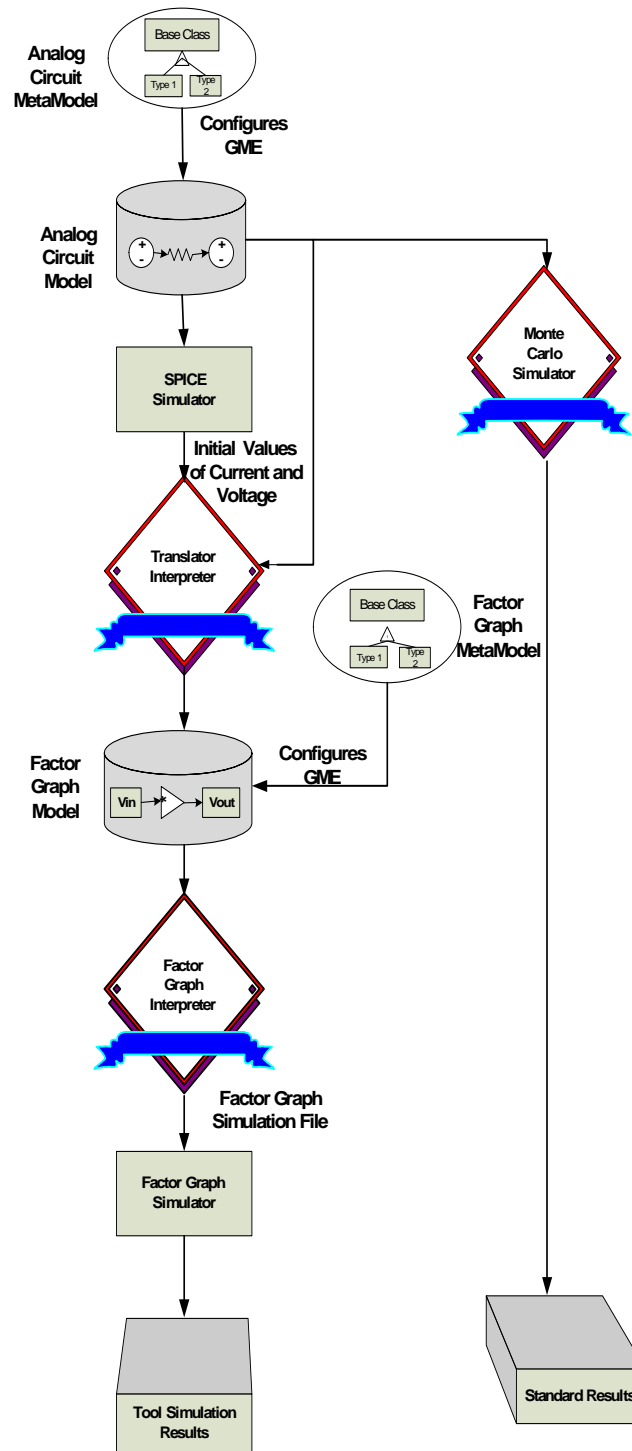 Analog
Circuit
MetaModel
Base Class
Type 1
Type
2
Configures
GME
Analog
Circuit
Model
+
-
+
-
SPICE
Simulator
Monte
Carlo
Simulator
Initial Values
of Current and
Voltage
Translator
Interpreter
Base Class
Type 1
Type
2
Factor
Graph
MetaModel
Configures
GME
Factor
Graph
Model
Vin
Vout
Factor
Graph
Interpreter
Factor Graph
Simulation File
Factor Graph
Simulator
Tool Simulation
Results
Standard Results